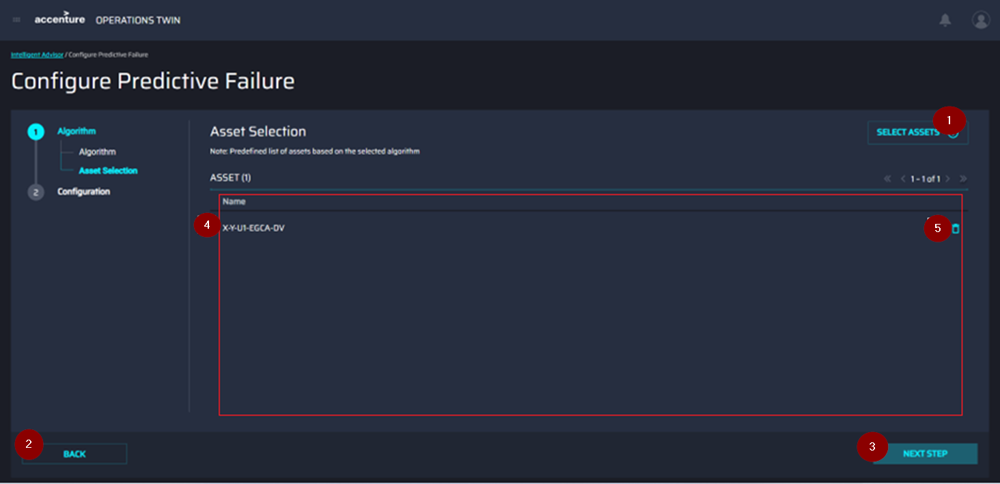 accenture OPERATIONS TWIN
Intelligent Advisor / Configure Predictive Failure
Configure Predictive Failure
1 Algorithm
Algorithm
Asset Selection
2 Configuration
Asset Selection
SELECT ASSETS
1
Note: Predefined list of assets based on the selected algorithm
ASSET (1)
« < 1 - 1 of 1 > »
Name
4
X-Y-U1-EGCA-DV
5
2
BACK
3
NEXT STEP